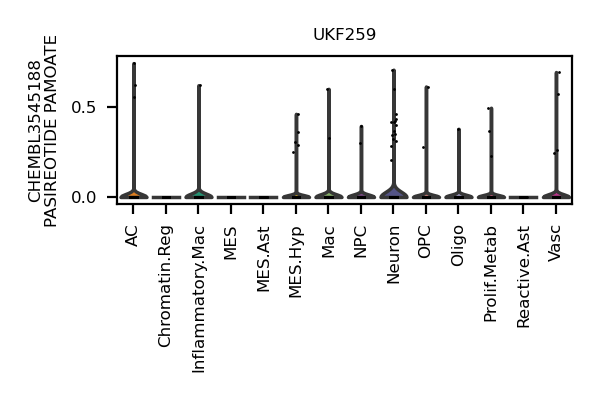 UKF259
CHEMBL3545188
PASIREOTIDE PAMOATE
0.5
0.0
AC
Chromatin.Reg
Inflammatory.Mac
MES
MES.Ast
MES.Hyp
Mac
NPC
Neuron
OPC
Oligo
Prolif.Metab
Reactive.Ast
Vasc